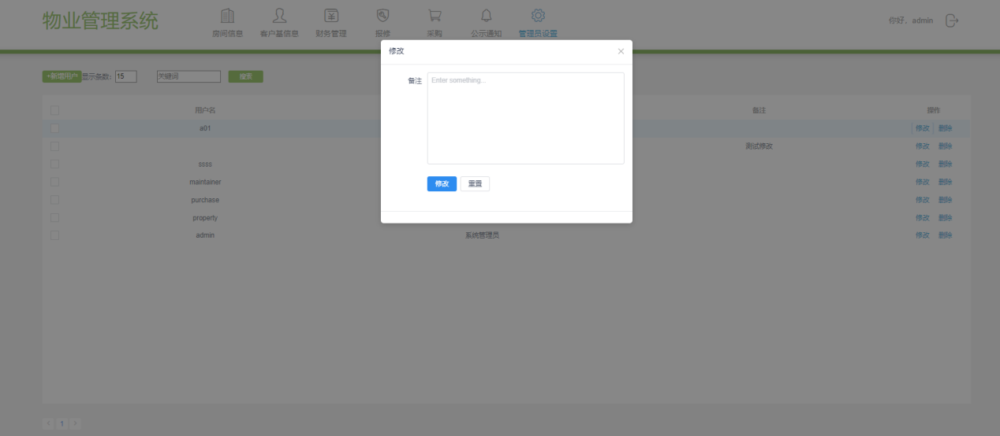 物业管理系统
房间信息 客户基信息 财务管理 报修 采购 公示通知 管理员设置
你好，admin
修改
+新增用户 显示条数: 15 关键词 搜索
备注 Enter something...
用户名 备注 操作
a01 修改 删除
测试修改 修改 删除
ssss 修改 删除
maintainer 修改 删除
修改 重置
purchase 修改 删除
property 修改 删除
admin 系统管理员 修改 删除
1